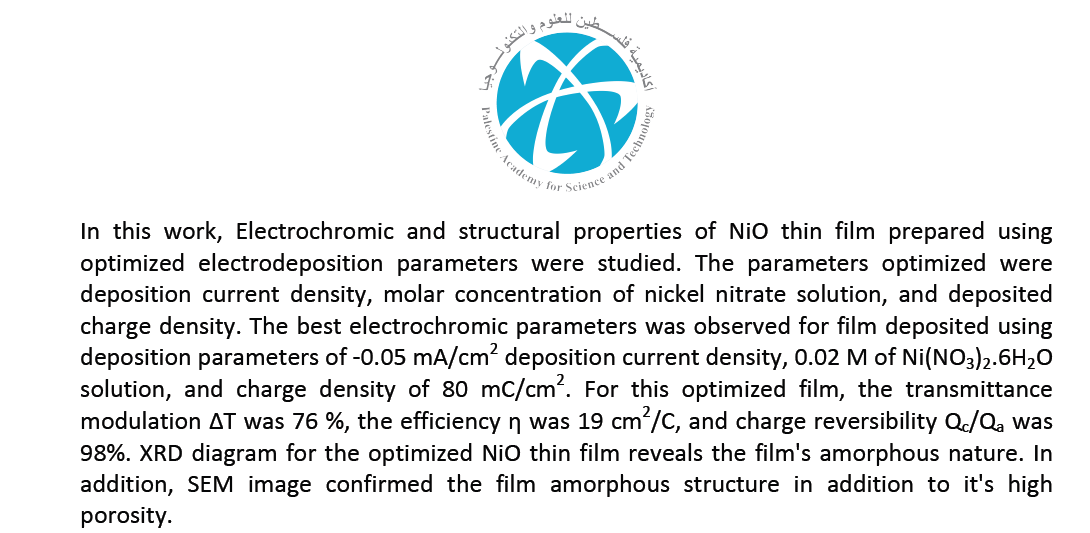 أكاديمية فلسطين للعلوم والتكنولوجيا
Palestine Academy for Science and Technology
In this work, Electrochromic and structural properties of NiO thin film prepared using
optimized electrodeposition parameters were studied. The parameters optimized were
deposition current density, molar concentration of nickel nitrate solution, and deposited
charge density. The best electrochromic parameters was observed for film deposited using
deposition parameters of -0.05 mA/cm² deposition current density, 0.02 M of Ni(NO₃)₂.6H₂O
solution, and charge density of 80 mC/cm². For this optimized film, the transmittance
modulation ΔT was 76 %, the efficiency η was 19 cm²/C, and charge reversibility Qc/Qa was
98%. XRD diagram for the optimized NiO thin film reveals the film's amorphous nature. In
addition, SEM image confirmed the film amorphous structure in addition to it's high
porosity.